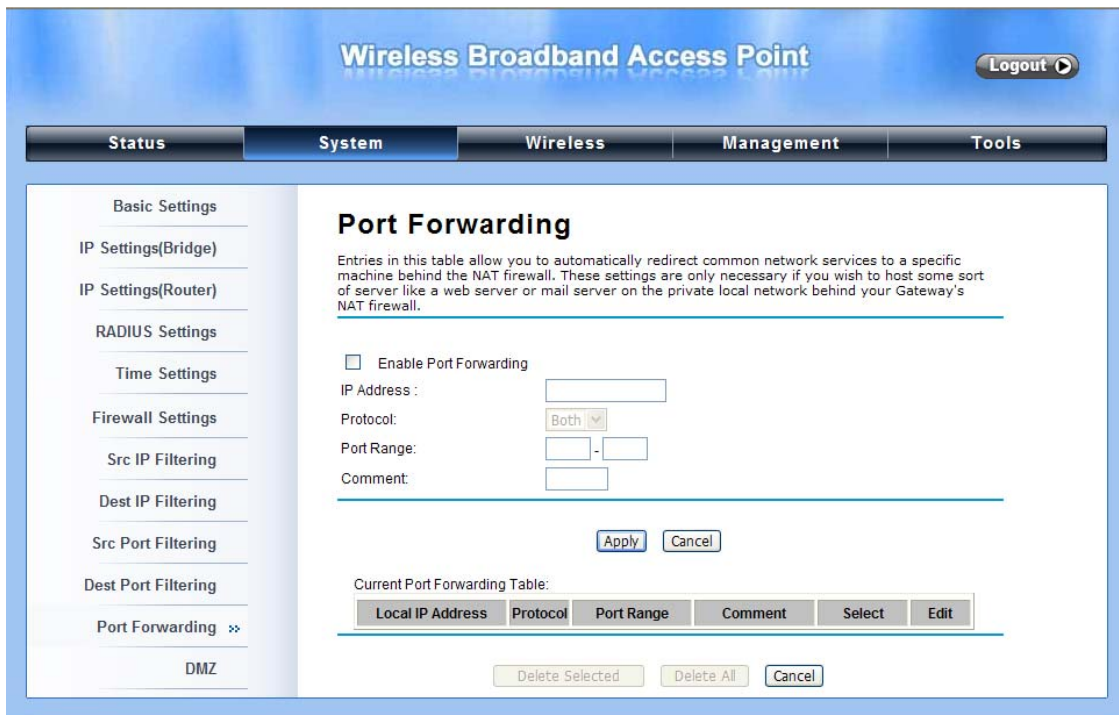 Wireless Broadband Access Point
Logout
Status System Wireless Management Tools
Basic Settings
IP Settings(Bridge)
IP Settings(Router)
RADIUS Settings
Time Settings
Firewall Settings
Src IP Filtering
Dest IP Filtering
Src Port Filtering
Dest Port Filtering
Port Forwarding »
DMZ
Port Forwarding
Entries in this table allow you to automatically redirect common network services to a specific
machine behind the NAT firewall. These settings are only necessary if you wish to host some sort
of server like a web server or mail server on the private local network behind your Gateway's
NAT firewall.
Enable Port Forwarding
IP Address :
Protocol: Both
Port Range: -
Comment:
Apply Cancel
Current Port Forwarding Table:
Local IP Address Protocol Port Range Comment Select Edit
Delete Selected Delete All Cancel